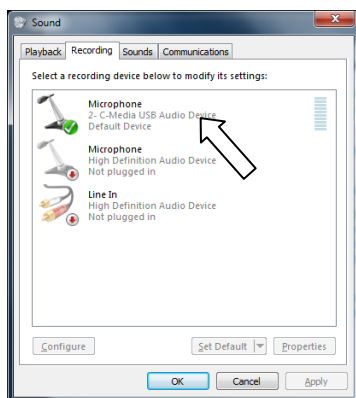 Sound
Playback Recording Sounds Communications
Select a recording device below to modify its settings:
Microphone
2- C-Media USB Audio Device
Default Device
Microphone
High Definition Audio Device
Not plugged in
Line In
High Definition Audio Device
Not plugged in
Configure Set Default Properties
OK Cancel Apply